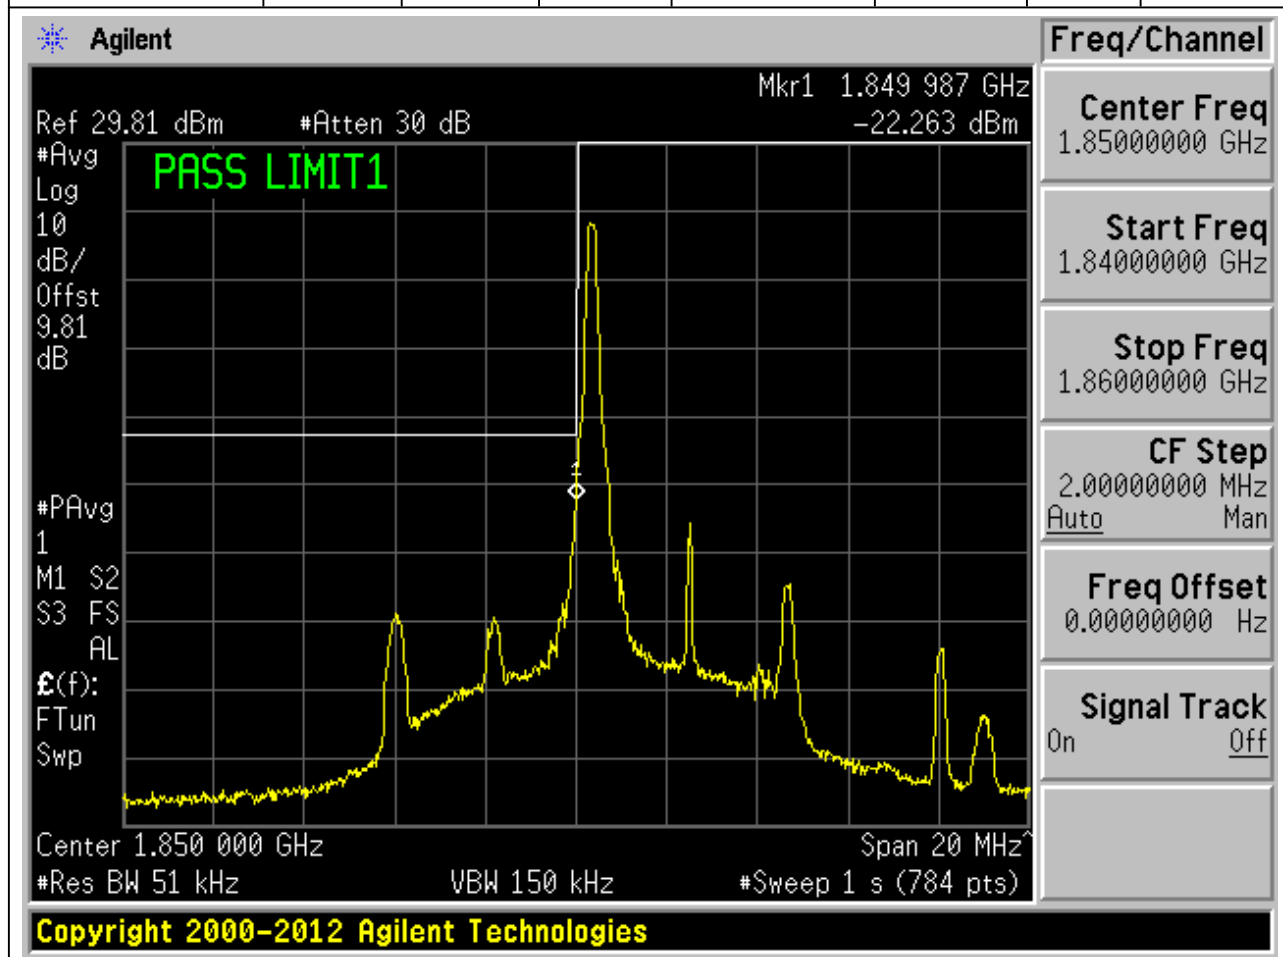 Agilent
Freq/Channel
Mkr1 1.849 987 GHz
Ref 29.81 dBm #Atten 30 dB -22.263 dBm
#Avg
Log
10
dB/
Offst
9.81
dB
PASS LIMIT1
1
#PAvg
1
M1 S2
S3 FS
AL
£(f):
FTun
Swp
Center 1.850 000 GHz Span 20 MHz^
#Res BW 51 kHz VBW 150 kHz #Sweep 1 s (784 pts)
Copyright 2000-2012 Agilent Technologies
Center Freq
1.85000000 GHz
Start Freq
1.84000000 GHz
Stop Freq
1.86000000 GHz
CF Step
2.00000000 MHz
Auto Man
Freq Offset
0.00000000 Hz
Signal Track
On Off